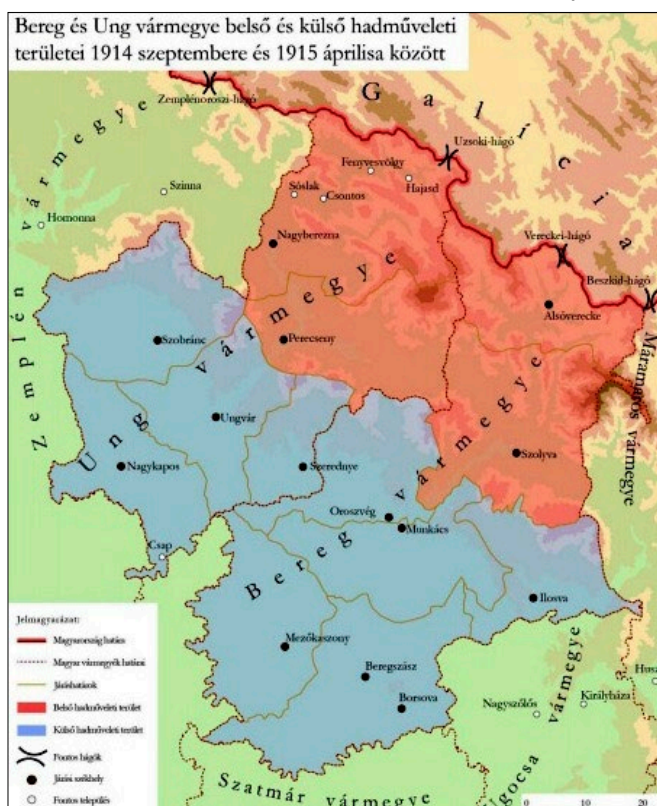 Bereg és Ung vármegye belső és külső hadműveleti
területei 1914 szeptembere és 1915 áprilisa között
Zemplénoroszi-hágó
Galícia
Uzsoki-hágó
Fenyvesvölgy
Hajasd
Sóslak
Csontos
Szinna
Homonna
Nagyberezna
Vereckei-hágó
Beszkid-hágó
Alsóverecke
Zemplén vármegye
Szobránc
Perecseny
Ung vármegye
Máramaros vármegye
Ungvár
Nagykapos
Szerednye
Szolyva
Oroszvég
Munkács
Bereg vármegye
Csap
Ilosva
Mezőkaszony
Beregszász
Borsova
Nagyszőlős
Királyháza
Husz
vármegye
Szatmár vármegye
lgocsa
Jelmagyarázat:
Magyarország határa
Magyar vármegyék határai
Járáshatárok
Belső hadműveleti terület
Külső hadműveleti terület
Fontos hágók
Járási székhely
Fontos település
0 10 20